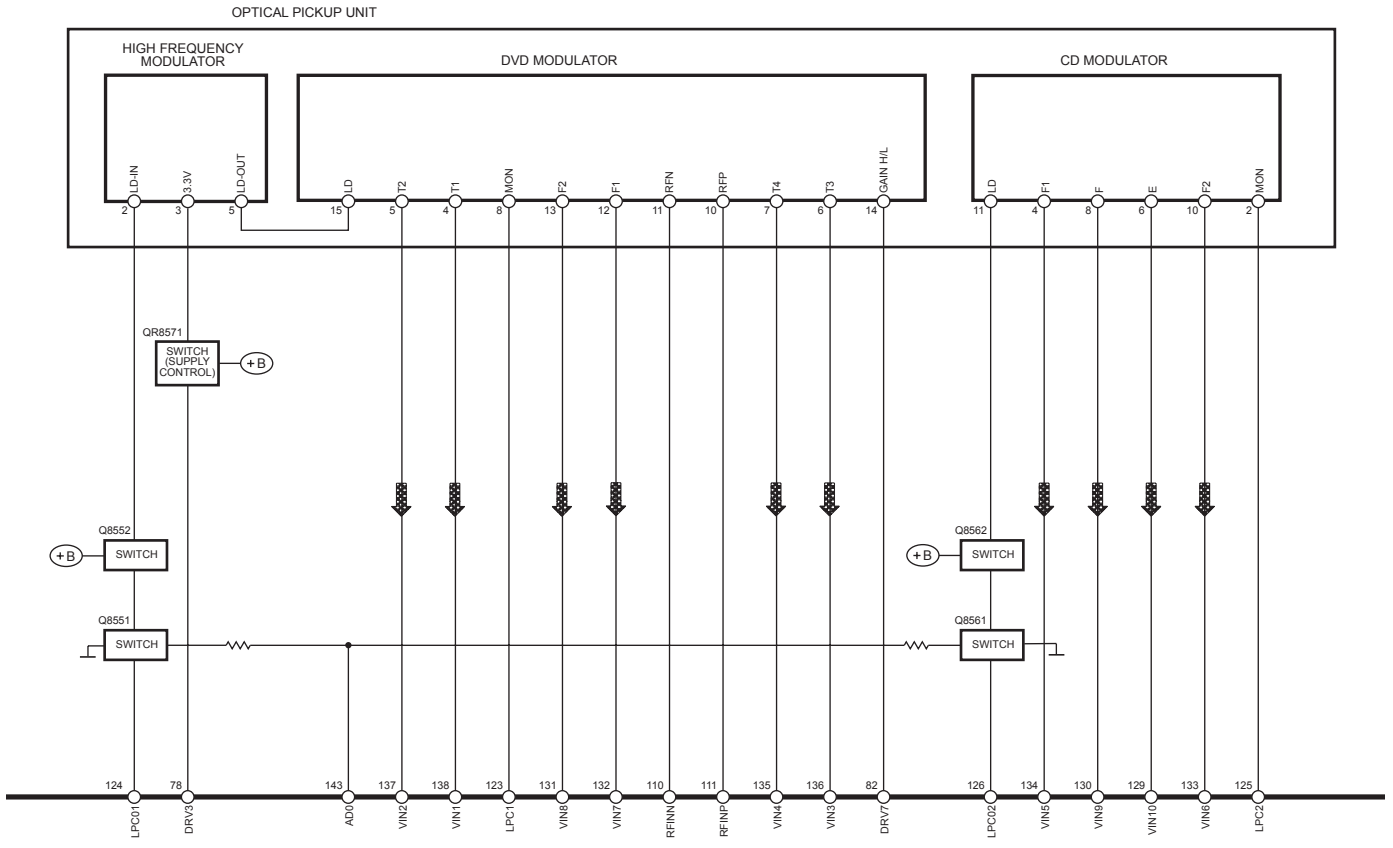 OPTICAL PICKUP UNIT
HIGH FREQUENCY
MODULATOR
DVD MODULATOR
CD MODULATOR
LD-IN
3.3V
LD-OUT
LD
T2
T1
MON
F2
F1
RFN
RFP
T4
T3
GAIN H/L
LD
F1
F
E
F2
MON
2 3 5 15 5 4 8 13 12 11 10 7 6 14 11 4 8 6 10 2
QR8571
SWITCH
(SUPPLY
CONTROL)
+B
Q8552
+B
SWITCH
Q8562
+B
SWITCH
Q8551
SWITCH
Q8561
SWITCH
124 78 143 137 138 123 131 132 110 111 135 136 82 126 134 130 129 133 125
LPC01
DRV3
AD0
VIN2
VIN1
LPC1
VIN8
VIN7
RFINN
RFINP
VIN4
VIN3
DRV7
LPC02
VIN5
VIN9
VIN10
VIN6
LPC2